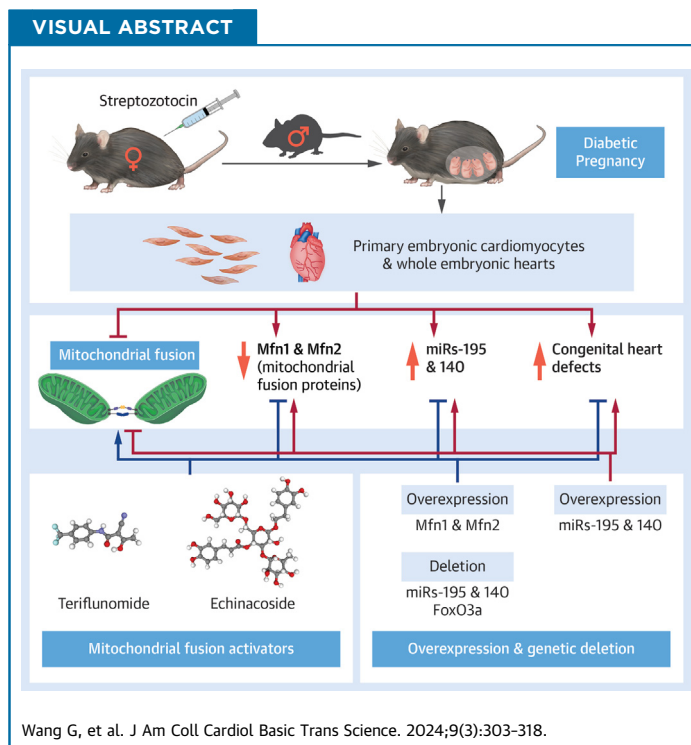 VISUAL ABSTRACT
Streptozotocin
♀
♂
Diabetic
Pregnancy
Primary embryonic cardiomyocytes
& whole embryonic hearts
Mitochondrial fusion
Mfn1 & Mfn2
(mitochondrial
fusion proteins)
miRs-195
& 140
Congenital heart
defects
Teriflunomide
Echinacoside
Mitochondrial fusion activators
Overexpression
Mfn1 & Mfn2
Deletion
miRs-195 & 140
FoxO3a
Overexpression
miRs-195 & 140
Overexpression & genetic deletion
Wang G, et al. J Am Coll Cardiol Basic Trans Science. 2024;9(3):303-318.